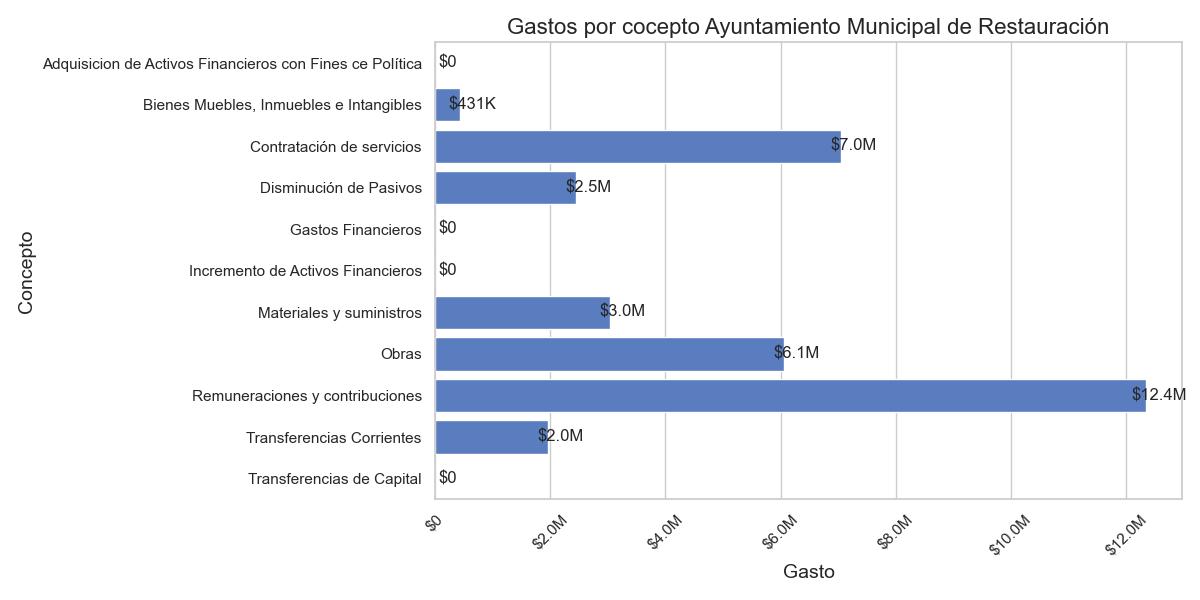 Gastos por cocepto Ayuntamiento Municipal de Restauración
Adquisicion de Activos Financieros con Fines ce Política $0
Bienes Muebles, Inmuebles e Intangibles $431K
Contratación de servicios $7.0M
Disminución de Pasivos $2.5M
Gastos Financieros $0
Incremento de Activos Financieros $0
Materiales y suministros $3.0M
Obras $6.1M
Remuneraciones y contribuciones $12.4M
Transferencias Corrientes $2.0M
Transferencias de Capital $0
Concepto
$0 $2.0M $4.0M $6.0M $8.0M $10.0M $12.0M
Gasto